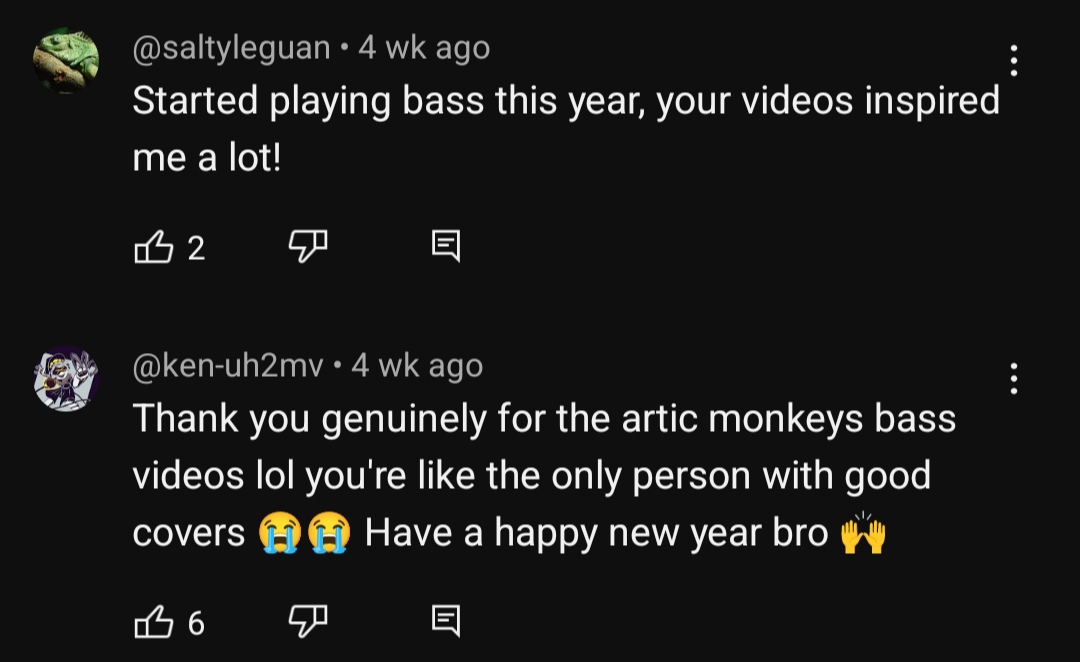 @saltyleguan • 4 wk ago
Started playing bass this year, your videos inspired
me a lot!
2
@ken-uh2mv • 4 wk ago
Thank you genuinely for the artic monkeys bass
videos lol you're like the only person with good
covers 😭😭 Have a happy new year bro 🙌
6